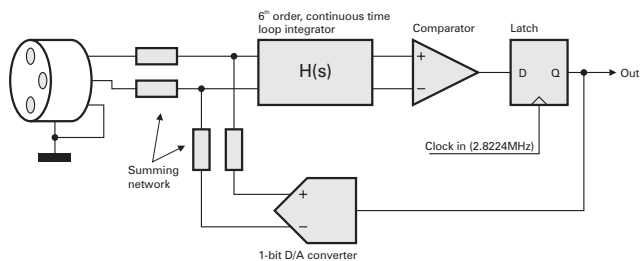 6th order, continuous time
loop integrator
Comparator
Latch
H(s)
+
−
D Q
Out
Clock in (2.8224MHz)
Summing
network
+
−
1-bit D/A converter